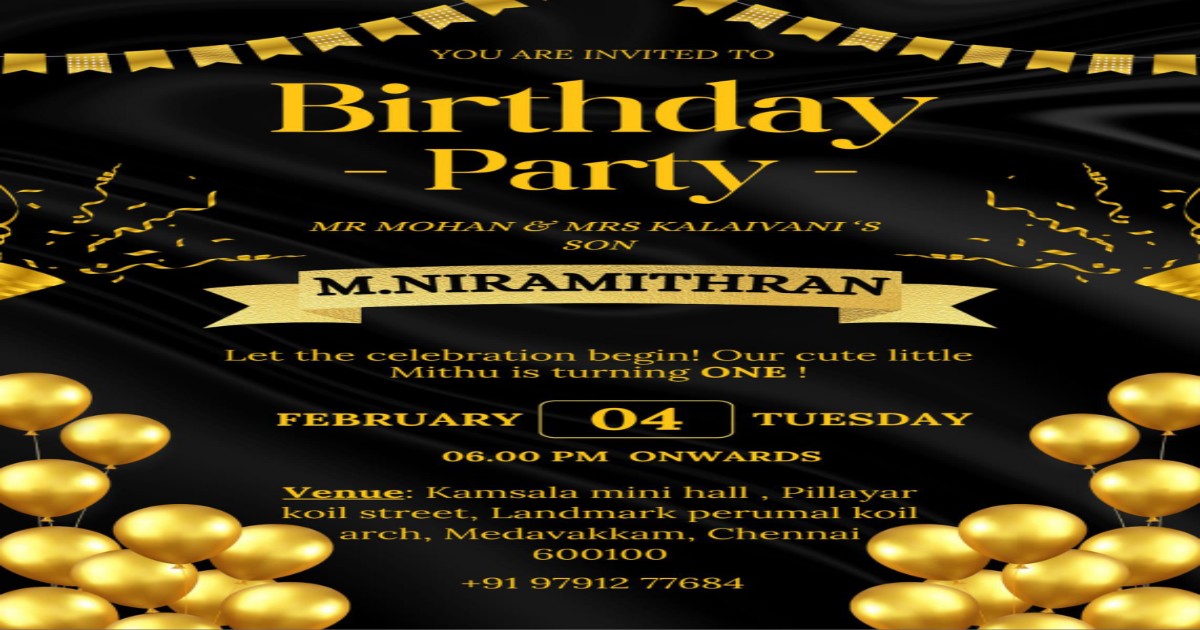 YOU ARE INVITED TO
Birthday
- Party -
MR MOHAN & MRS KALAIVANI ‘S
SON
M.NIRAMITHRAN
Let the celebration begin! Our cute little
Mithu is turning ONE !
FEBRUARY 04 TUESDAY
06.00 PM ONWARDS
Venue: Kamsala mini hall , Pillayar
koil street, Landmark perumal koil
arch, Medavakkam, Chennai
600100
+91 97912 77684